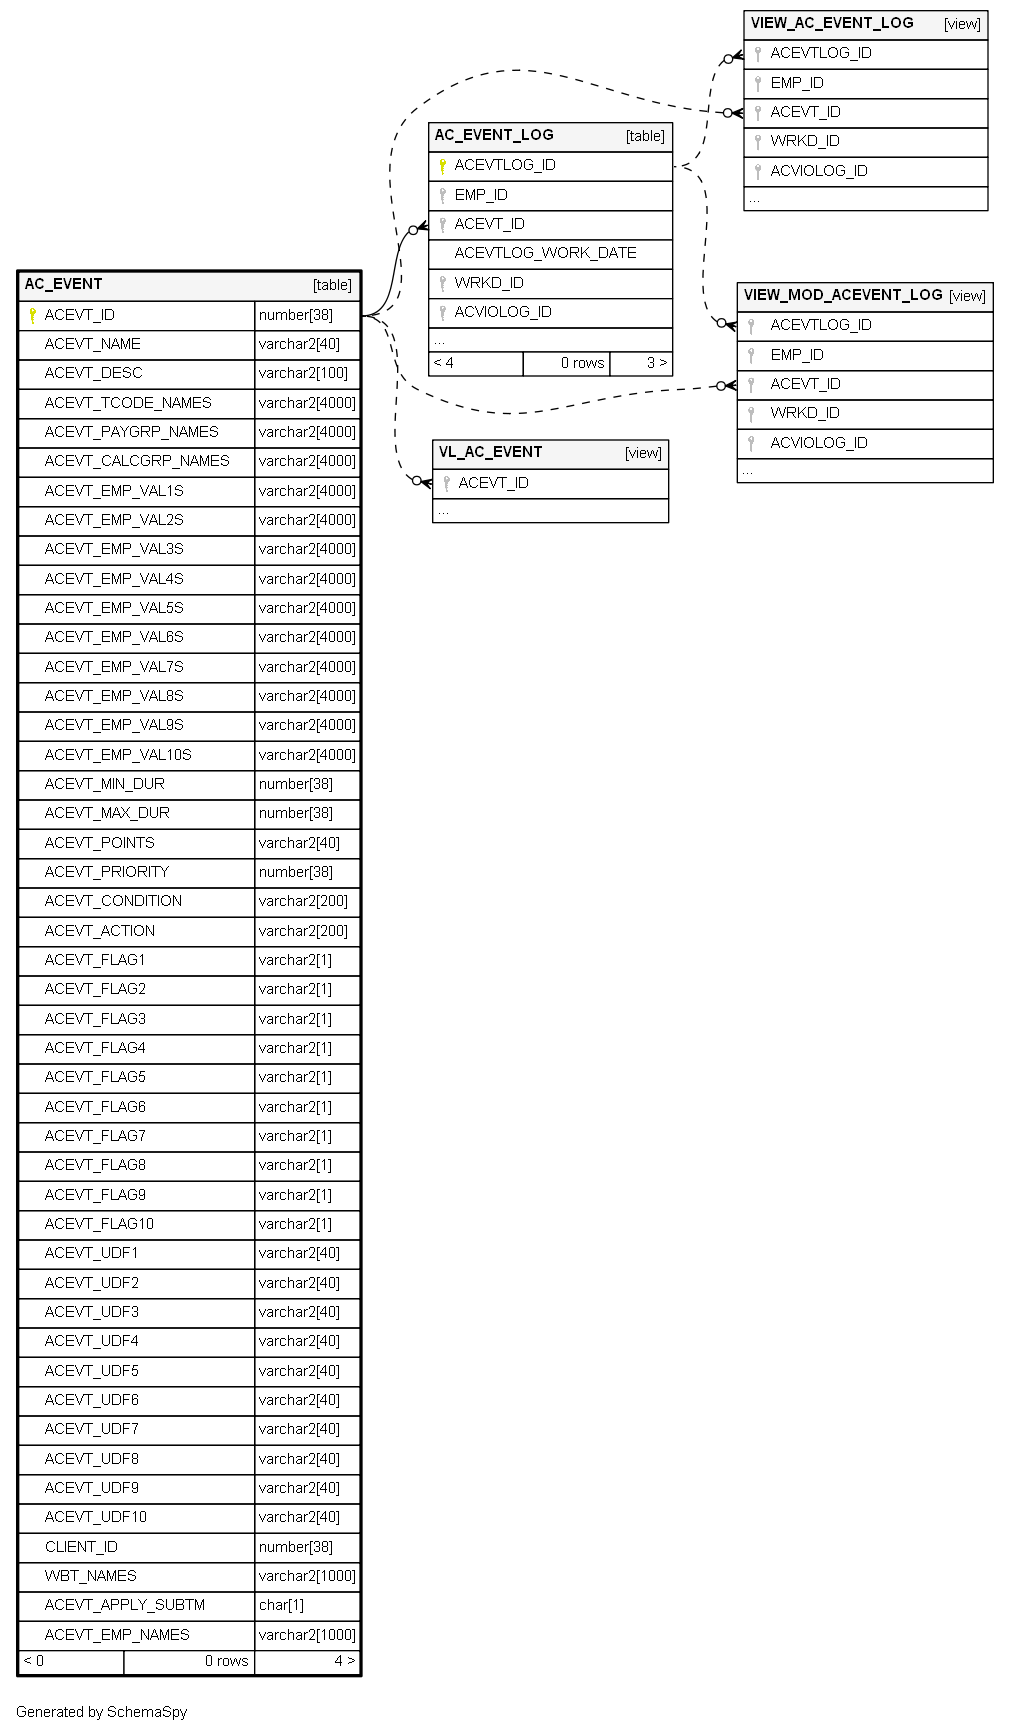 VIEW_AC_EVENT_LOG [view]
ACEVTLOG_ID
EMP_ID
ACEVT_ID
WRKD_ID
ACVIOLOG_ID
...
AC_EVENT_LOG [table]
ACEVTLOG_ID
EMP_ID
ACEVT_ID
ACEVTLOG_WORK_DATE
WRKD_ID
ACVIOLOG_ID
...
< 4 0 rows 3 >
VIEW_MOD_ACEVENT_LOG [view]
ACEVTLOG_ID
EMP_ID
ACEVT_ID
WRKD_ID
ACVIOLOG_ID
...
VL_AC_EVENT [view]
ACEVT_ID
...
AC_EVENT [table]
ACEVT_ID number[38]
ACEVT_NAME varchar2[40]
ACEVT_DESC varchar2[100]
ACEVT_TCODE_NAMES varchar2[4000]
ACEVT_PAYGRP_NAMES varchar2[4000]
ACEVT_CALCGRP_NAMES varchar2[4000]
ACEVT_EMP_VAL1S varchar2[4000]
ACEVT_EMP_VAL2S varchar2[4000]
ACEVT_EMP_VAL3S varchar2[4000]
ACEVT_EMP_VAL4S varchar2[4000]
ACEVT_EMP_VAL5S varchar2[4000]
ACEVT_EMP_VAL6S varchar2[4000]
ACEVT_EMP_VAL7S varchar2[4000]
ACEVT_EMP_VAL8S varchar2[4000]
ACEVT_EMP_VAL9S varchar2[4000]
ACEVT_EMP_VAL10S varchar2[4000]
ACEVT_MIN_DUR number[38]
ACEVT_MAX_DUR number[38]
ACEVT_POINTS varchar2[40]
ACEVT_PRIORITY number[38]
ACEVT_CONDITION varchar2[200]
ACEVT_ACTION varchar2[200]
ACEVT_FLAG1 varchar2[1]
ACEVT_FLAG2 varchar2[1]
ACEVT_FLAG3 varchar2[1]
ACEVT_FLAG4 varchar2[1]
ACEVT_FLAG5 varchar2[1]
ACEVT_FLAG6 varchar2[1]
ACEVT_FLAG7 varchar2[1]
ACEVT_FLAG8 varchar2[1]
ACEVT_FLAG9 varchar2[1]
ACEVT_FLAG10 varchar2[1]
ACEVT_UDF1 varchar2[40]
ACEVT_UDF2 varchar2[40]
ACEVT_UDF3 varchar2[40]
ACEVT_UDF4 varchar2[40]
ACEVT_UDF5 varchar2[40]
ACEVT_UDF6 varchar2[40]
ACEVT_UDF7 varchar2[40]
ACEVT_UDF8 varchar2[40]
ACEVT_UDF9 varchar2[40]
ACEVT_UDF10 varchar2[40]
CLIENT_ID number[38]
WBT_NAMES varchar2[1000]
ACEVT_APPLY_SUBTM char[1]
ACEVT_EMP_NAMES varchar2[1000]
< 0 0 rows 4 >
Generated by SchemaSpy